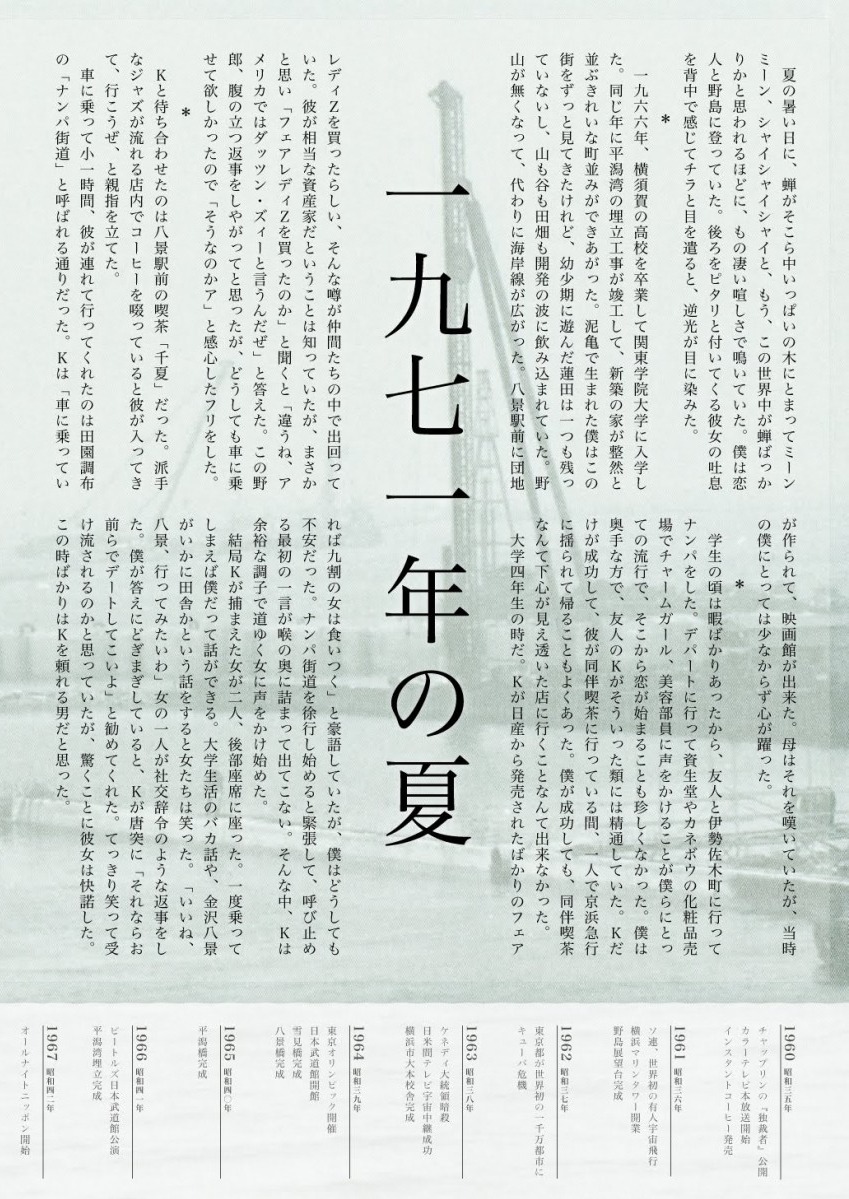 夏の暑い日に、蝉がそこら中いっぱいの木にとまってミーン
ミーン、シャイシャイシャイと、もう、この世界中が蝉ばっか
りかと思われるほどに、もの凄い喧しさで鳴いていた。僕は恋
人と野島に登っていた。後ろをピタリと付いてくる彼女の吐息
を背中で感じてチラと目を遣ると、逆光が目に染みた。
*
一九六六年、横須賀の高校を卒業して関東学院大学に入学し
た。同じ年に平潟湾の埋立工事が竣工して、新築の家が整然と
並ぶきれいな町並みができあがった。泥亀で生まれた僕はこの
街をずっと見てきたけれど、幼少期に遊んだ蓮田は一つも残っ
ていないし、山も谷も田畑も開発の波に飲み込まれていた。野
山が無くなって、代わりに海岸線が広がった。八景駅前に団地
が作られて、映画館が出来た。母はそれを嘆いていたが、当時
の僕にとっては少なからず心が躍った。
*
学生の頃は暇ばかりあったから、友人と伊勢佐木町に行って
ナンパをした。デパートに行って資生堂やカネボウの化粧品売
場でチャームガール、美容部員に声をかけることが僕らにとっ
ての流行で、そこから恋が始まることも珍しくなかった。僕は
奥手な方で、友人のKがそういった類には精通していた。Kだ
けが成功して、彼が同伴喫茶に行っている間、一人で京浜急行
に揺られて帰ることもよくあった。僕が成功しても、同伴喫茶
なんて下心が見え透いた店に行くことなんて出来なかった。
大学四年生の時だ。Kが日産から発売されたばかりのフェア
一九七一年の夏
レディZを買ったらしい、そんな噂が仲間たちの中で出回って
いた。彼が相当な資産家だということは知っていたが、まさか
と思い「フェアレディZを買ったのか」と聞くと「違うね、ア
メリカではダッツン・ズィーと言うんだぜ」と答えた。この野
郎、腹の立つ返事をしやがってと思ったが、どうしても車に乗
せて欲しかったので「そうなのかア」と感心したフリをした。
*
Kと待ち合わせたのは八景駅前の喫茶「千夏」だった。派手
なジャズが流れる店内でコーヒーを啜っていると彼が入ってき
て、行こうぜ、と親指を立てた。
車に乗って小一時間、彼が連れて行ってくれたのは田園調布
の「ナンパ街道」と呼ばれる通りだった。Kは「車に乗ってい
れば九割の女は食いつく」と豪語していたが、僕はどうしても
不安だった。ナンパ街道を徐行し始めると緊張して、呼び止め
る最初の一言が喉の奥に詰まって出てこない。そんな中、Kは
余裕な調子で道ゆく女に声をかけ始めた。
結局Kが捕まえた女が二人、後部座席に座った。一度乗って
しまえば僕だって話ができる。大学生活のバカ話や、金沢八景
がいかに田舎かという話をすると女たちは笑った。「いいね、
八景、行ってみたいわ」女の一人が社交辞令のような返事をし
た。僕が答えにどぎまぎしていると、Kが唐突に「それならお
前らでデートしてこいよ」と勧めてくれた。てっきり笑って受
け流されるのかと思っていたが、驚くことに彼女は快諾した。
この時ばかりはKを頼れる男だと思った。
1960 昭和三五年
チャップリンの『独裁者』公開
カラーテレビ本放送開始
インスタントコーヒー発売
1961 昭和三六年
ソ連、世界初の有人宇宙飛行
横浜マリンタワー開業
野島展望台完成
1962 昭和三七年
東京都が世界初の一千万都市に
キューバ危機
1963 昭和三八年
ケネディ大統領暗殺
日米間テレビ宇宙中継成功
横浜市大本校舎完成
1964 昭和三九年
東京オリンピック開催
日本武道館開館
雪見橋完成
八景橋完成
1965 昭和四〇年
平潟橋完成
1966 昭和四一年
ビートルズ日本武道館公演
平潟湾埋立完成
1967 昭和四二年
オールナイトニッポン開始